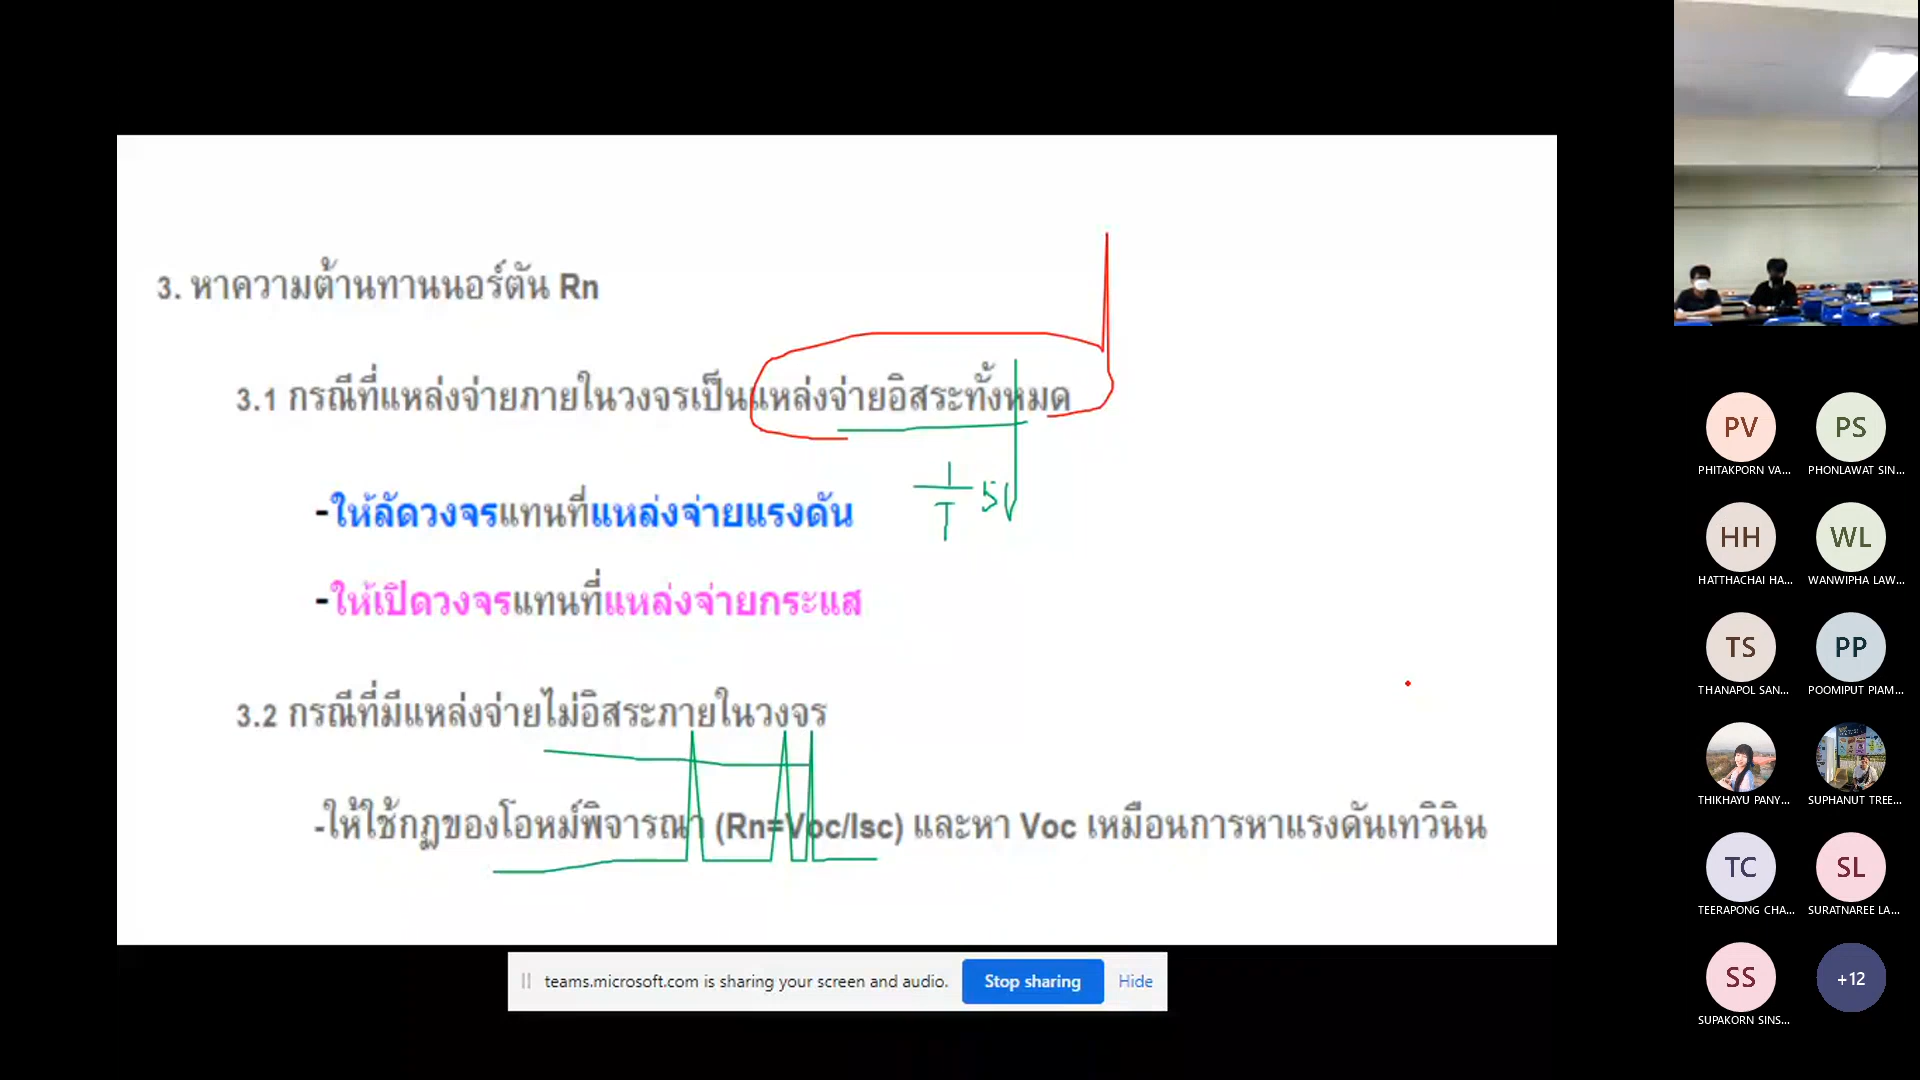 3. หาความต้านทานนอร์ตัน Rn
3.1 กรณีที่แหล่งจ่ายภายในวงจรเป็นแหล่งจ่ายอิสระทั้งหมด
5V
-ให้ลัดวงจรแทนที่แหล่งจ่ายแรงดัน
-ให้เปิดวงจรแทนที่แหล่งจ่ายกระแส
3.2 กรณีที่มีแหล่งจ่ายไม่อิสระภายในวงจร
-ให้ใช้กฏของโอหม์พิจารณา (Rn=Voc/Isc) และหา Voc เหมือนการหาแรงดันเทวินิน
teams.microsoft.com is sharing your screen and audio.
Stop sharing
Hide
PV
PHITAKPORN VA...
PS
PHONLAWAT SIN...
HH
HATTHACHAI HA...
WL
WANWIPHA LAW...
TS
THANAPOL SAN...
PP
POOMIPUT PIAM...
THIKHAYU PANY...
SUPHANUT TREE...
TC
TEERAPONG CHA...
SL
SURATNAREE LA...
SS
SUPAKORN SINS...
+12